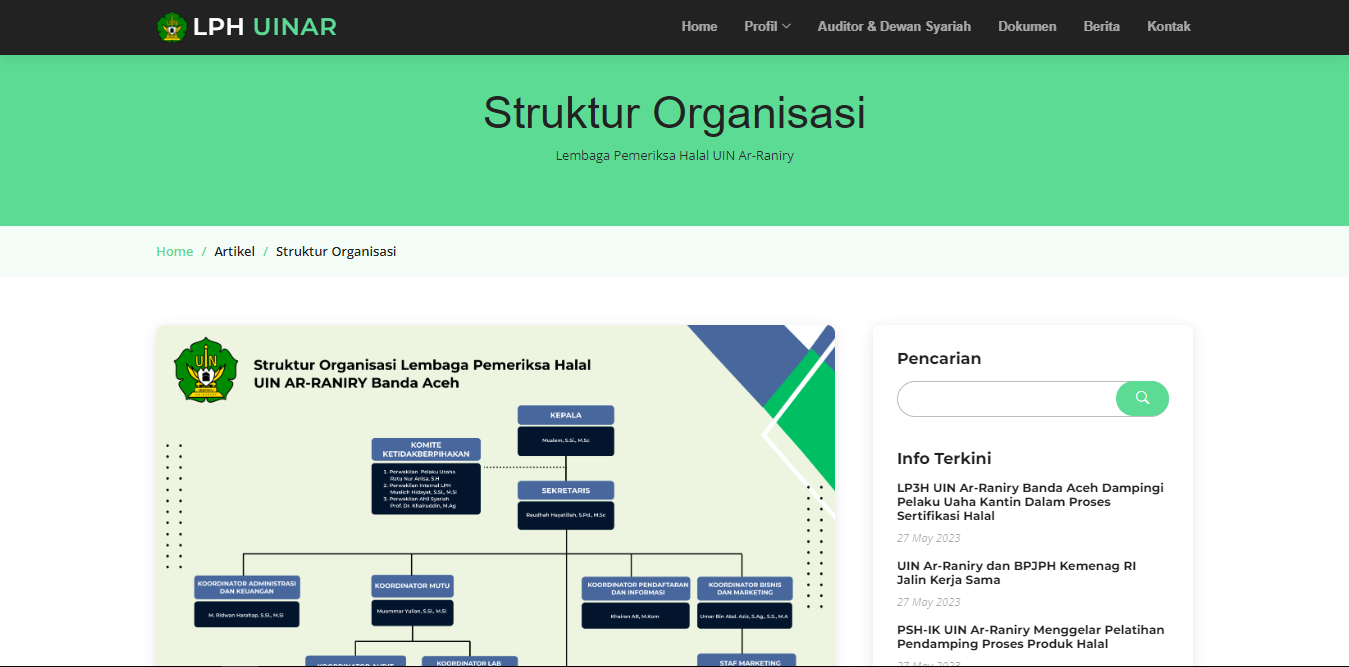 LPH UINAR
Home
Profil
Auditor & Dewan Syariah
Dokumen
Berita
Kontak
Struktur Organisasi
Lembaga Pemeriksa Halal UIN Ar-Raniry
Home / Artikel / Struktur Organisasi
UIN
Struktur Organisasi Lembaga Pemeriksa Halal
UIN AR-RANIRY Banda Aceh
KEPALA
Mualem, S.Si., M.Sc
KOMITE
KETIDAKBERPIHAKAN
1. Perwakilan Pelaku Usaha
Ratu Nur Anisa, S.H
2. Perwakilan Internal LPH
Muslich Hidayat, S.Si., M.Si
3. Perwakilan Ahli Syariah
Prof. Dr. Khairuddin, M.Ag
SEKRETARIS
Raudhah Hayatillah, S.Pd., M.Sc
KOORDINATOR ADMINISTRASI
DAN KEUANGAN
M. Ridwan Harahap, S.Si., M.Si
KOORDINATOR MUTU
Muammar Yulian, S.Si., M.Si
KOORDINATOR PENDAFTARAN
DAN INFORMASI
Khairan AR, M.Kom
KOORDINATOR BISNIS
DAN MARKETING
Umar Bin Abd. Aziz, S.Ag., S.S., M.A
KOORDINATOR AUDIT
KOORDINATOR LAB
STAF MARKETING
Pencarian
Info Terkini
LP3H UIN Ar-Raniry Banda Aceh Dampingi
Pelaku Uaha Kantin Dalam Proses
Sertifikasi Halal
27 May 2023
UIN Ar-Raniry dan BPJPH Kemenag RI
Jalin Kerja Sama
27 May 2023
PSH-IK UIN Ar-Raniry Menggelar Pelatihan
Pendamping Proses Produk Halal
27 May 2023